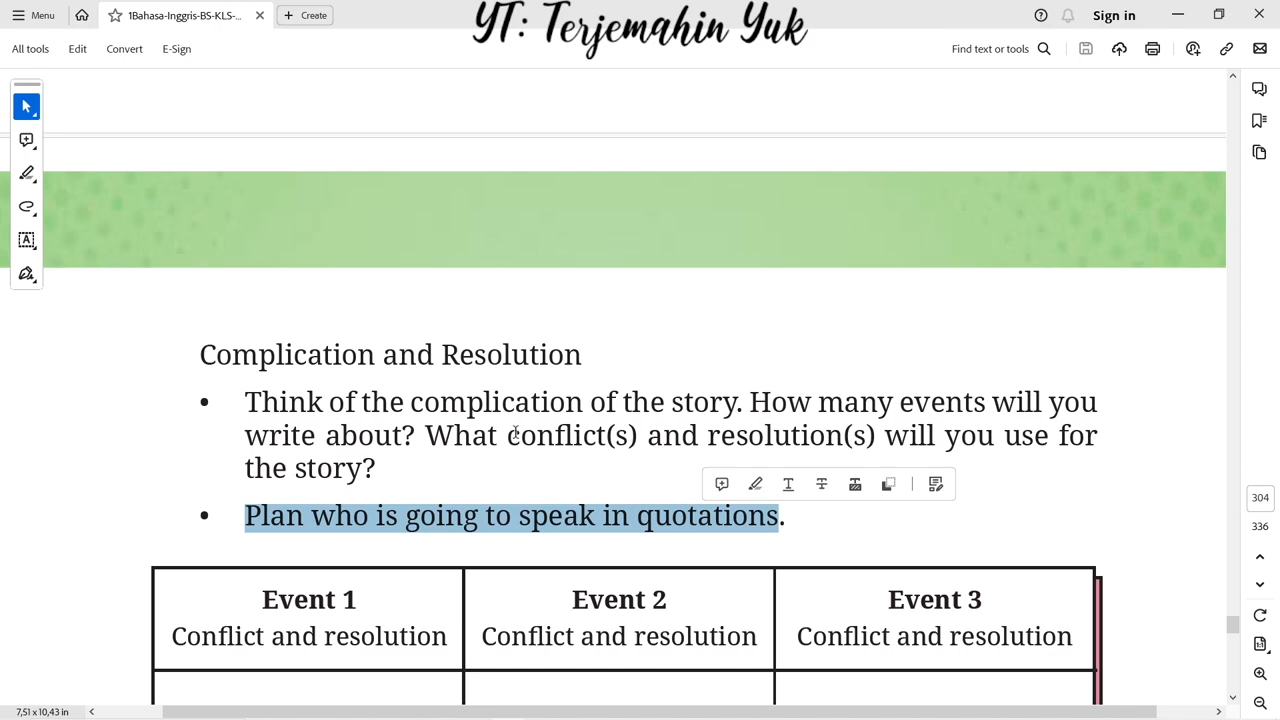 Menu
1Bahasa-Inggris-BS-KLS-...
Create
YT: Terjemahin Yuk
Sign in
All tools
Edit
Convert
E-Sign
Find text or tools
Complication and Resolution
• Think of the complication of the story. How many events will you
write about? What conflict(s) and resolution(s) will you use for
the story?
• Plan who is going to speak in quotations.
Event 1
Conflict and resolution
Event 2
Conflict and resolution
Event 3
Conflict and resolution
304
336
7,51 x 10,43 in